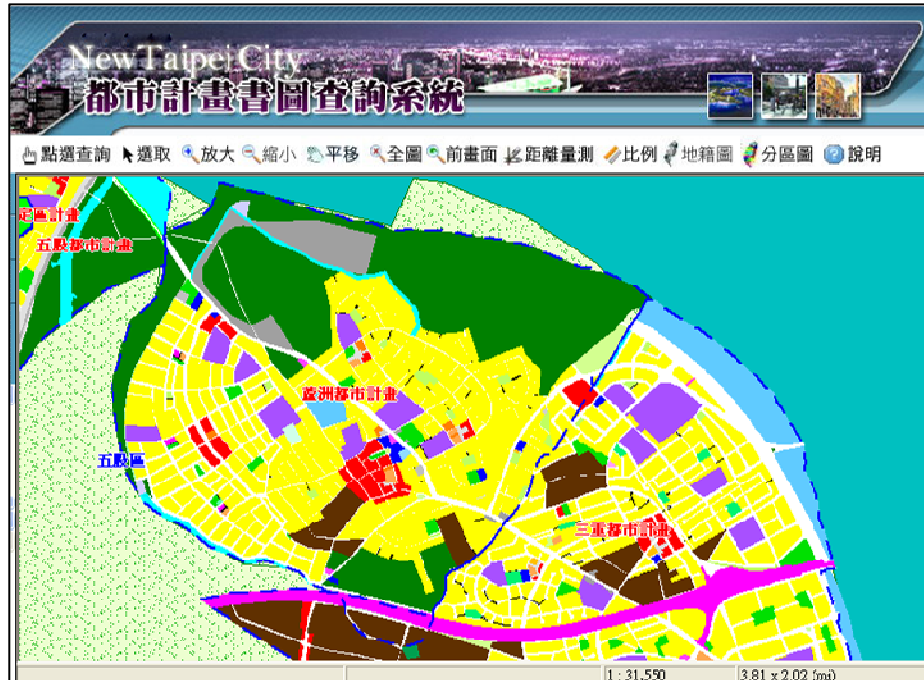 NewTaipei City
都市計畫書圖查詢系統
點選查詢 選取 放大 縮小 平移 全圖 前畫面 距離量測 比例 地籍圖 分區圖 說明
定區計畫
五股都市計畫
蘆洲都市計畫
五股區
三重都市計畫
1 : 31,550 3.81 x 2.02 (mi)